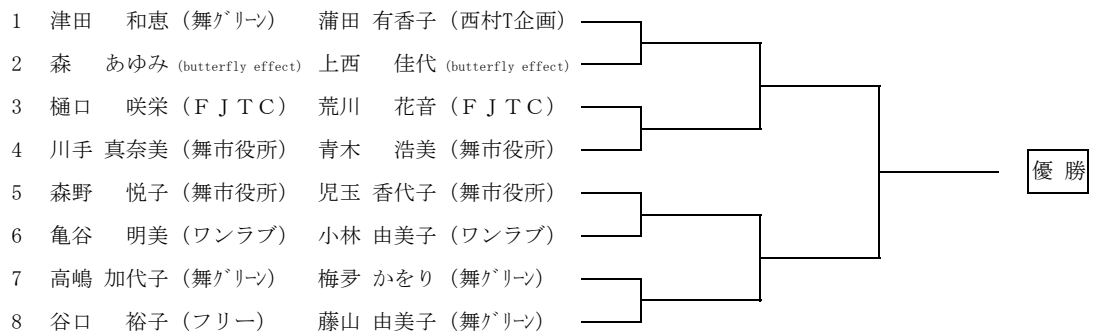 1 津田 和恵 (舞ｸﾞﾘｰﾝ) 蒲田 有香子 (西村T企画)
2 森 あゆみ (butterfly effect) 上西 佳代 (butterfly effect)
3 樋口 咲栄 (ＦＪＴＣ) 荒川 花音 (ＦＪＴＣ)
4 川手 真奈美 (舞市役所) 青木 浩美 (舞市役所)
5 森野 悦子 (舞市役所) 児玉 香代子 (舞市役所)
優 勝
6 亀谷 明美 (ワンラブ) 小林 由美子 (ワンラブ)
7 高嶋 加代子 (舞ｸﾞﾘｰﾝ) 梅夛 かをり (舞ｸﾞﾘｰﾝ)
8 谷口 裕子 (フリー) 藤山 由美子 (舞ｸﾞﾘｰﾝ)